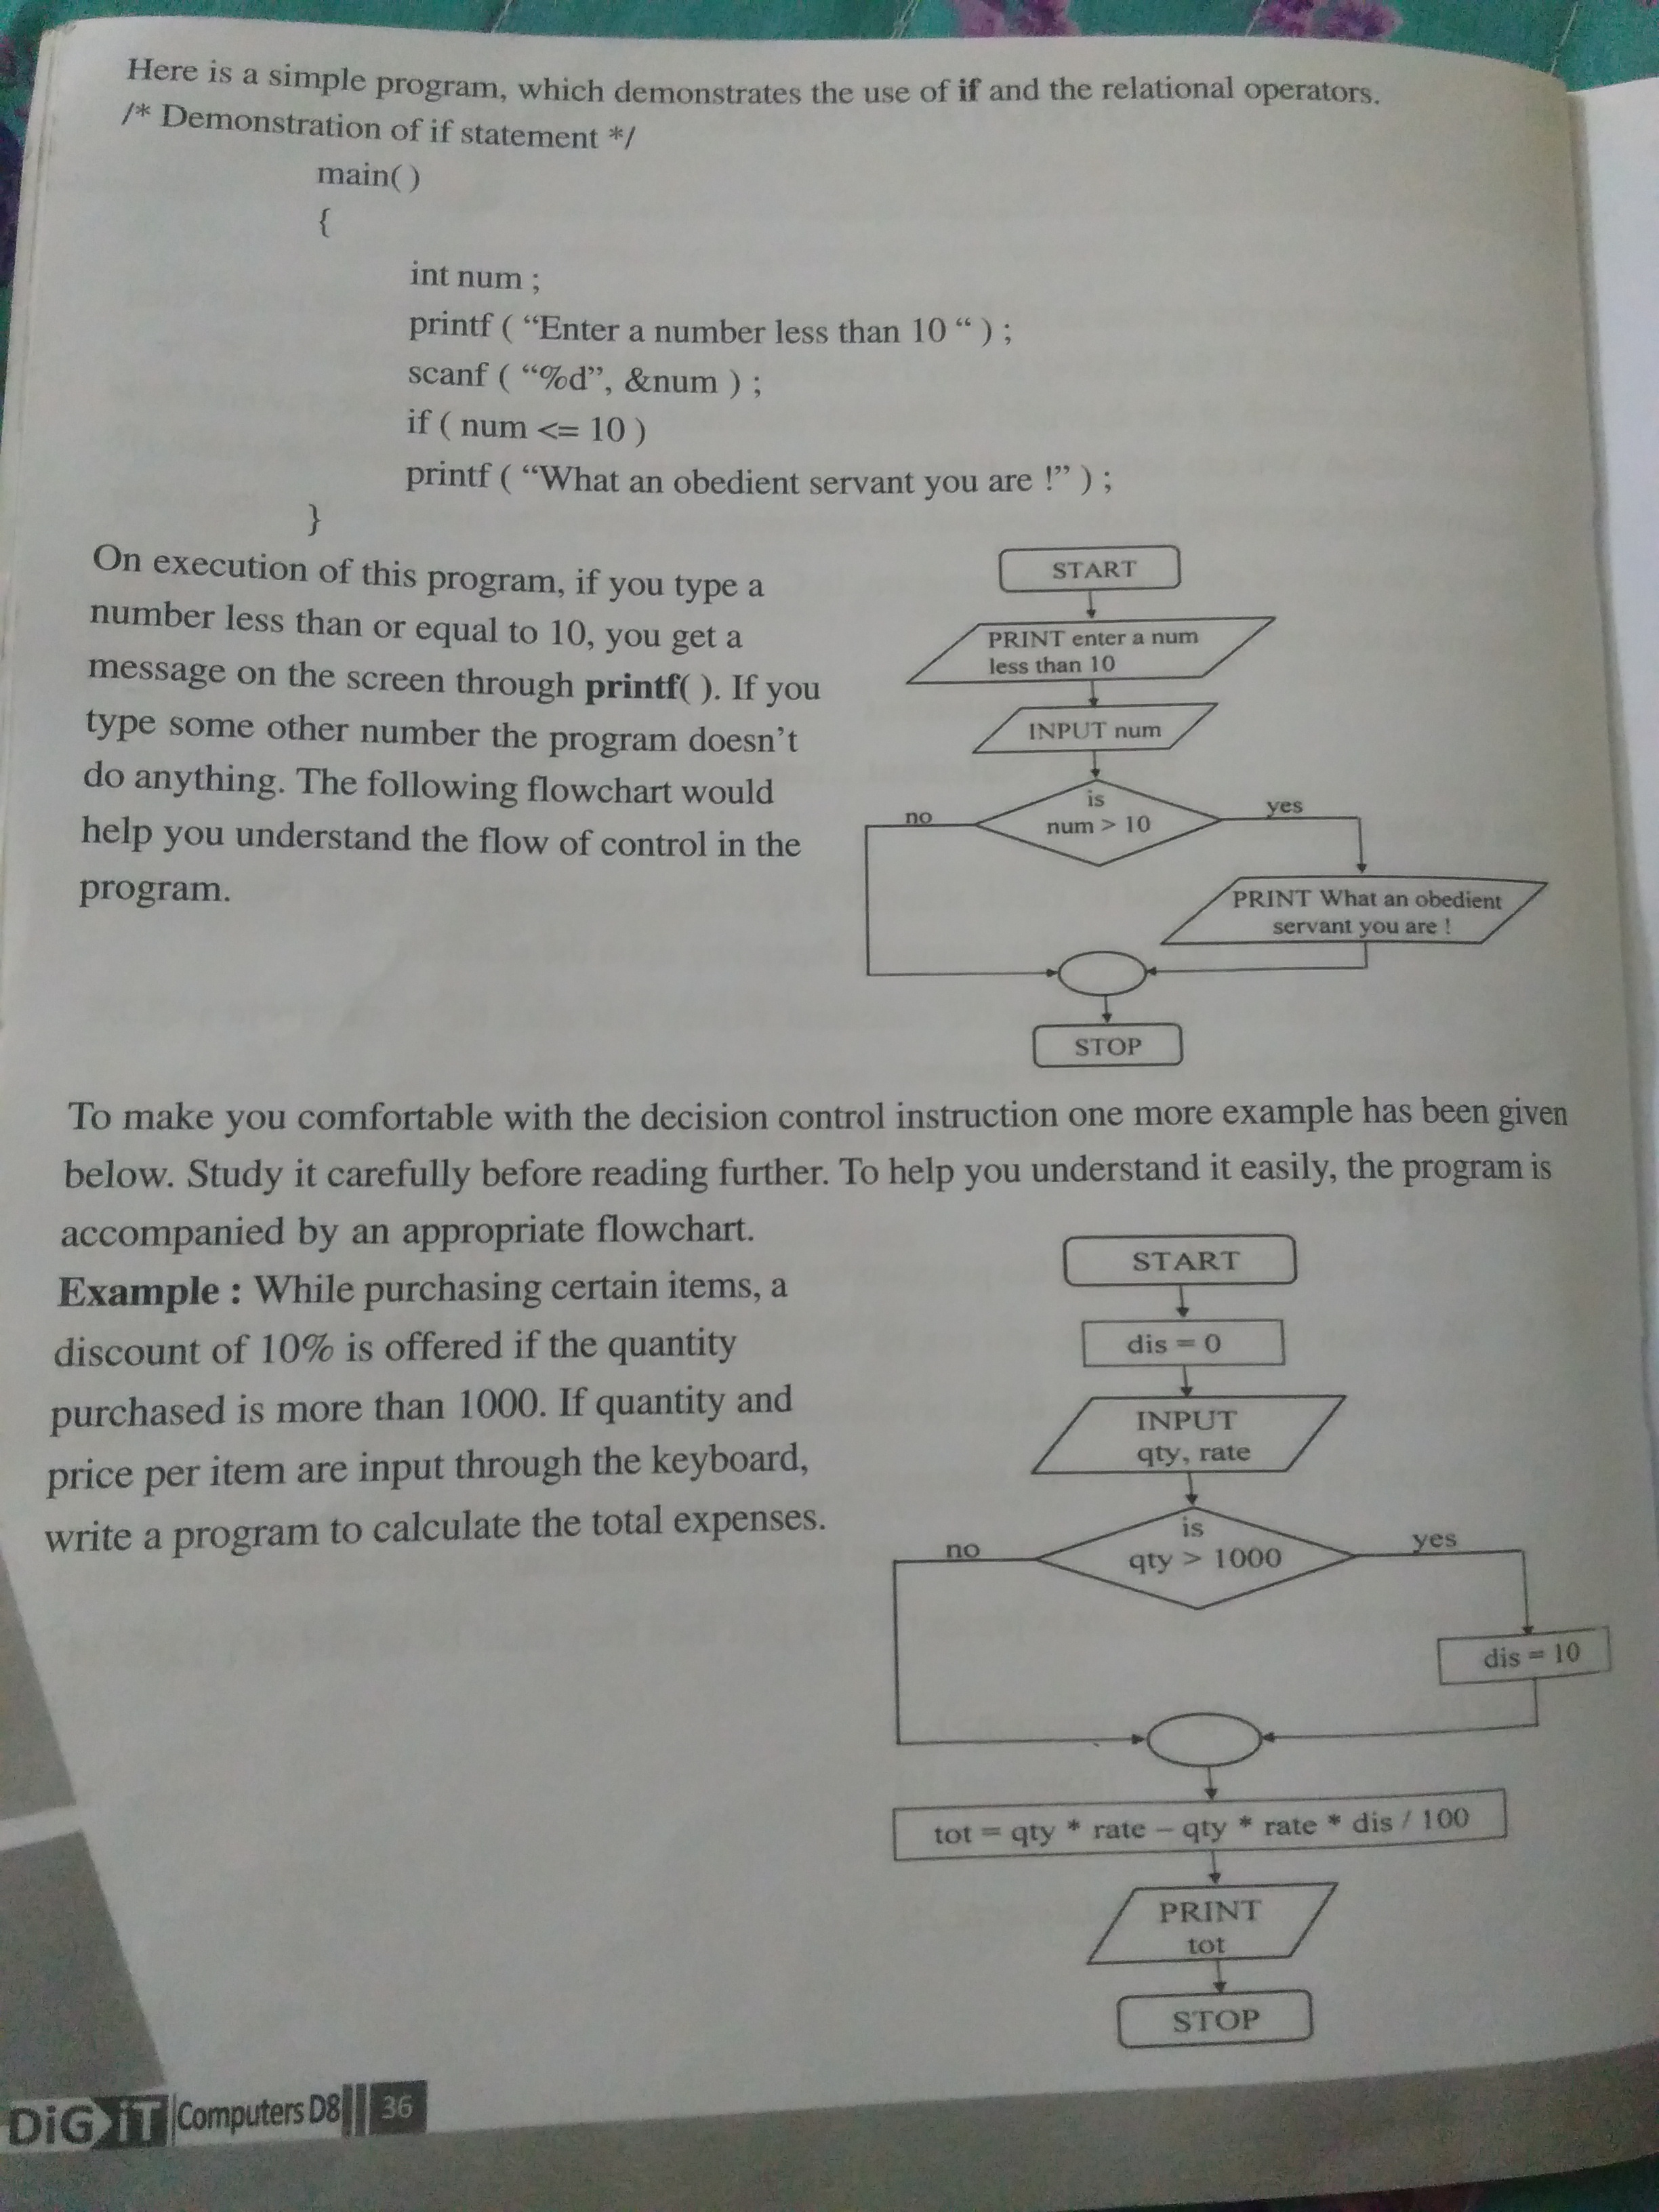 Here is a simple program, which demonstrates the use of if and the relational operators.
/* Demonstration of if statement */
main( )
{
int num ;
printf ( “Enter a number less than 10 “ ) ;
scanf ( “%d”, &num ) ;
if ( num <= 10 )
printf ( “What an obedient servant you are !” ) ;
}
On execution of this program, if you type a
number less than or equal to 10, you get a
message on the screen through printf( ). If you
type some other number the program doesn’t
do anything. The following flowchart would
help you understand the flow of control in the
program.
START
PRINT enter a num
less than 10
INPUT num
is
num > 10
no
yes
PRINT What an obedient
servant you are !
STOP
To make you comfortable with the decision control instruction one more example has been given
below. Study it carefully before reading further. To help you understand it easily, the program is
accompanied by an appropriate flowchart.
Example : While purchasing certain items, a
discount of 10% is offered if the quantity
purchased is more than 1000. If quantity and
price per item are input through the keyboard,
write a program to calculate the total expenses.
START
dis = 0
INPUT
qty, rate
is
qty > 1000
no
yes
dis = 10
tot = qty * rate – qty * rate * dis / 100
PRINT
tot
STOP
DiGiT Computers D8 36